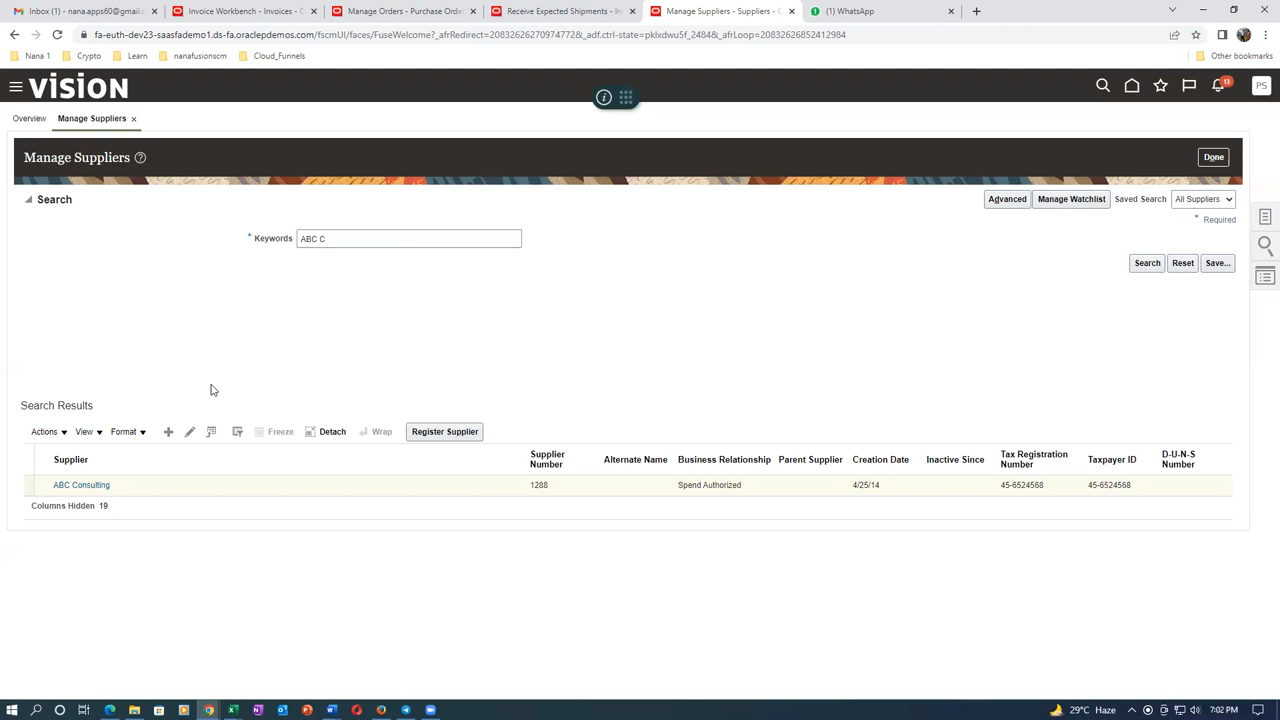 Inbox (1) - nana.apps60@gmail.c
Invoice Workbench - Invoices - O
Manage Orders - Purchase Order
Receive Expected Shipments - In
Manage Suppliers - Suppliers - O
(1) WhatsApp
fa-euth-dev23-saasfademo1.ds-fa.oraclepdemos.com/fscmUI/faces/FuseWelcome?_afrRedirect=20832626270974772&_adf.ctrl-state=pklxdwu5f_2484&_afrLoop=20832626852412984
Nana 1
Crypto
Learn
nanafusionscm
Cloud_Funnels
Other bookmarks
VISION
13
PS
Overview
Manage Suppliers
Manage Suppliers
Done
Search
Advanced
Manage Watchlist
Saved Search
All Suppliers
* Required
* Keywords
ABC C
Search
Reset
Save...
Search Results
Actions
View
Format
Freeze
Detach
Wrap
Register Supplier
Supplier
Supplier Number
Alternate Name
Business Relationship
Parent Supplier
Creation Date
Inactive Since
Tax Registration Number
Taxpayer ID
D-U-N-S Number
ABC Consulting
1288
Spend Authorized
4/25/14
45-6524568
45-6524568
Columns Hidden 19
29°C Haze
7:02 PM